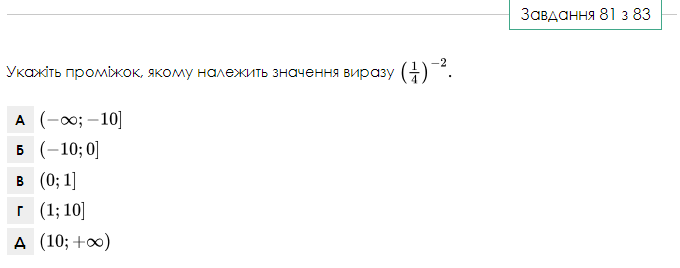 Завдання 81 з 83
Укажіть проміжок, якому належить значення виразу (1/4)^−2.
А (−∞; −10]
Б (−10; 0]
В (0; 1]
Г (1; 10]
Д (10; +∞)